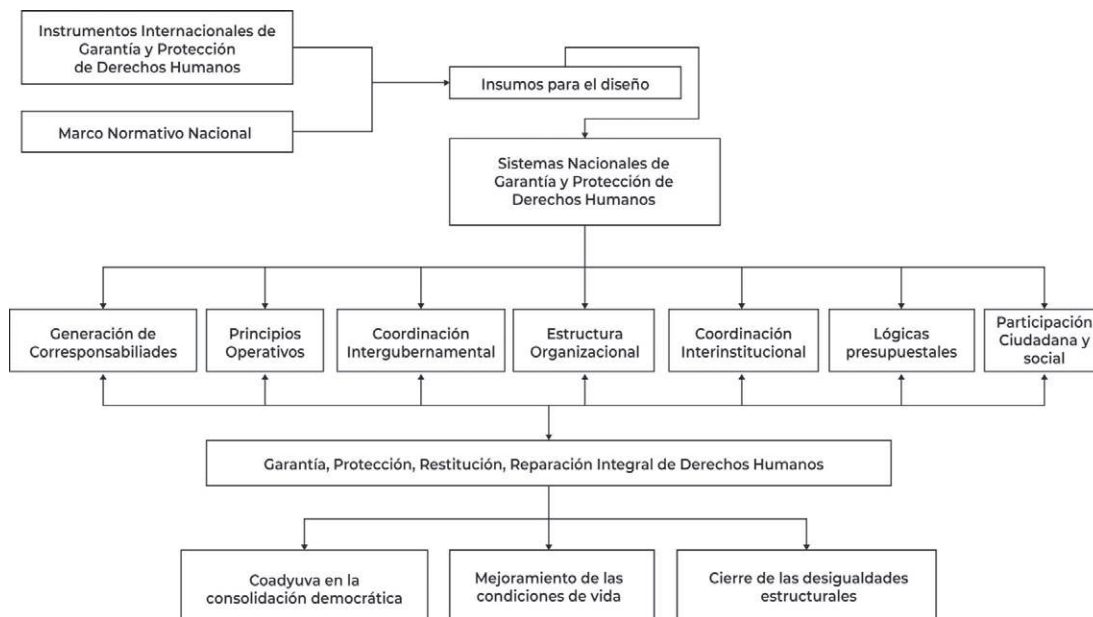 Instrumentos Internacionales de
Garantía y Protección
de Derechos Humanos
Insumos para el diseño
Marco Normativo Nacional
Sistemas Nacionales de
Garantía y Protección de
Derechos Humanos
Generación de
Corresponsabiliades
Principios
Operativos
Coordinación
Intergubernamental
Estructura
Organizacional
Coordinación
Interinstitucional
Lógicas
presupuestales
Participación
Ciudadana y
social
Garantía, Protección, Restitución, Reparación Integral de Derechos Humanos
Coadyuva en la
consolidación democrática
Mejoramiento de las
condiciones de vida
Cierre de las desigualdades
estructurales